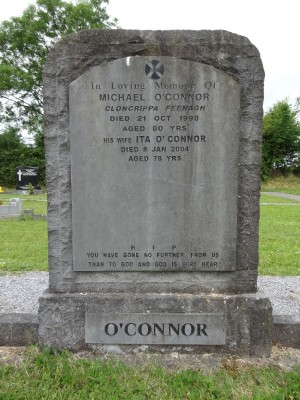 In Loving Memory Of
MICHAEL O'CONNOR
CLONCRIPPA FEENAGH
DIED 21 OCT 1998
AGED 80 YRS
HIS WIFE ITA O'CONNOR
DIED 6 JAN 2004
AGED 78 YRS
R I P
YOU HAVE GONE NO FURTHER FROM US
THAN TO GOD AND GOD IS VERY NEAR
O'CONNOR